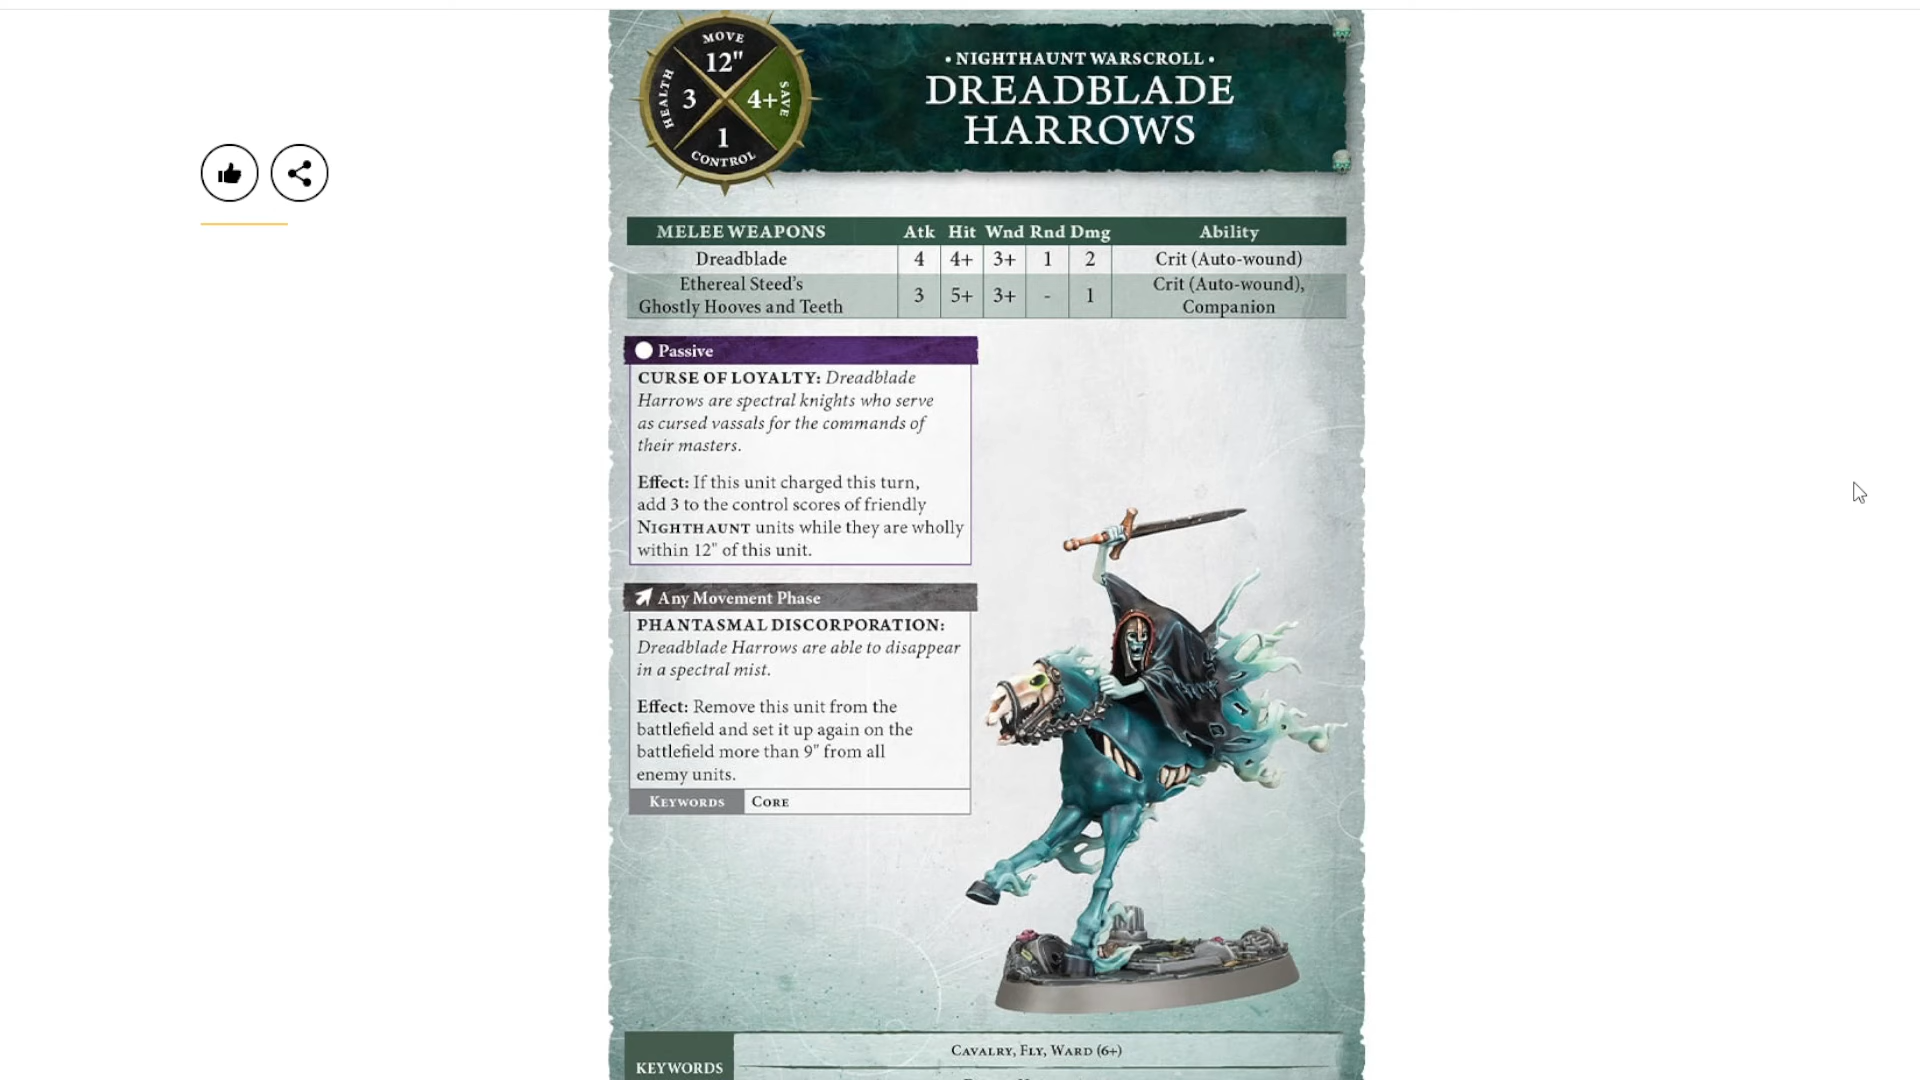 MOVE
12"
HEALTH
3
4+
SAVE
1
CONTROL
• NIGHTHAUNT WARSCROLL •
DREADBLADE
HARROWS
MELEE WEAPONS Atk Hit Wnd Rnd Dmg Ability
Dreadblade 4 4+ 3+ 1 2 Crit (Auto-wound)
Ethereal Steed's
Ghostly Hooves and Teeth 3 5+ 3+ - 1 Crit (Auto-wound),
Companion
Passive
CURSE OF LOYALTY: Dreadblade
Harrows are spectral knights who serve
as cursed vassals for the commands of
their masters.
Effect: If this unit charged this turn,
add 3 to the control scores of friendly
NIGHTHAUNT units while they are wholly
within 12" of this unit.
Any Movement Phase
PHANTASMAL DISCORPORATION:
Dreadblade Harrows are able to disappear
in a spectral mist.
Effect: Remove this unit from the
battlefield and set it up again on the
battlefield more than 9" from all
enemy units.
KEYWORDS CORE
KEYWORDS
CAVALRY, FLY, WARD (6+)